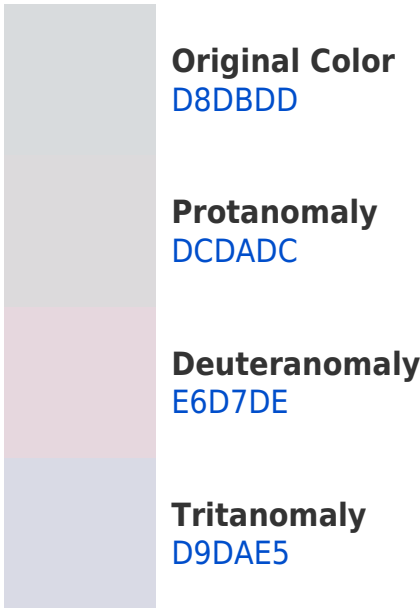 Original Color
D8DBDD
Protanomaly
DCDADC
Deuteranomaly
E6D7DE
Tritanomaly
D9DAE5